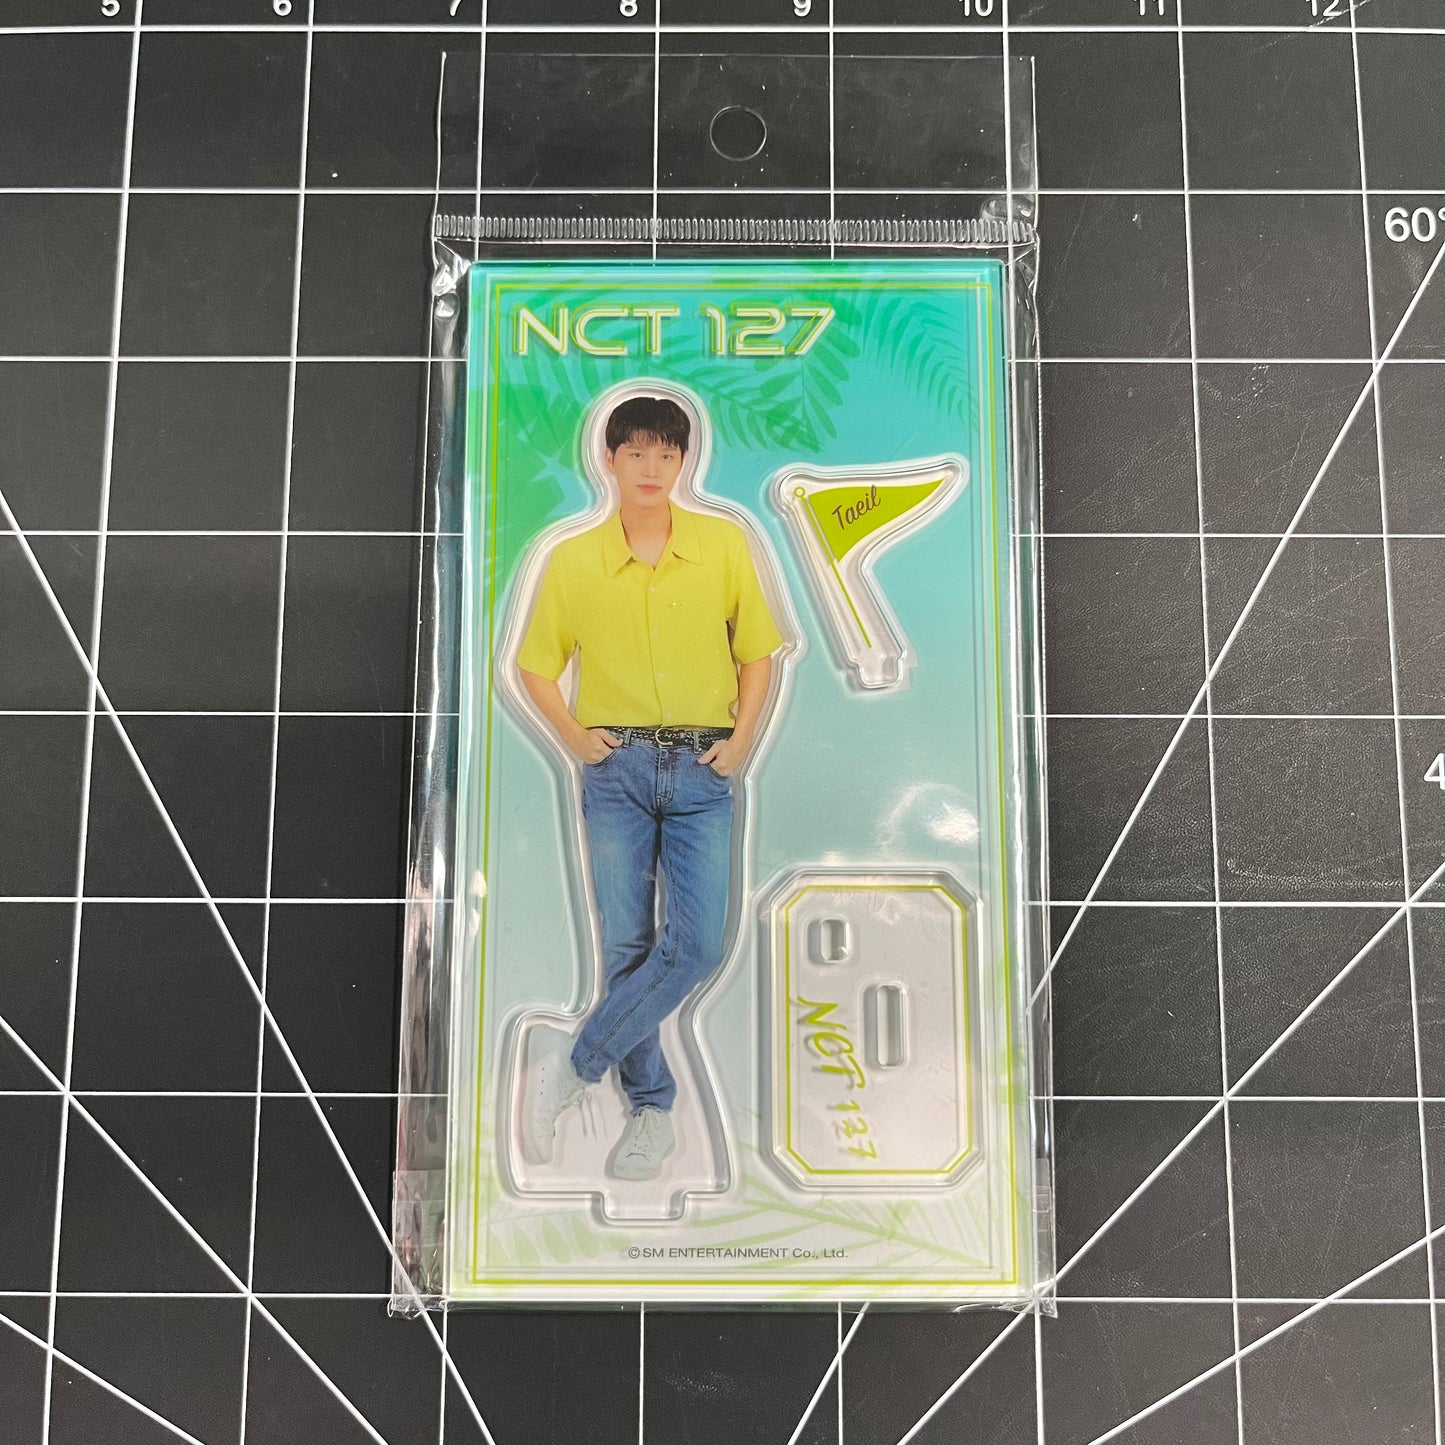 5 6 7 8 9 10 11 12
60°
NCT 127
Taeil
4
NCT 127
©SM ENTERTAINMENT Co., Ltd.